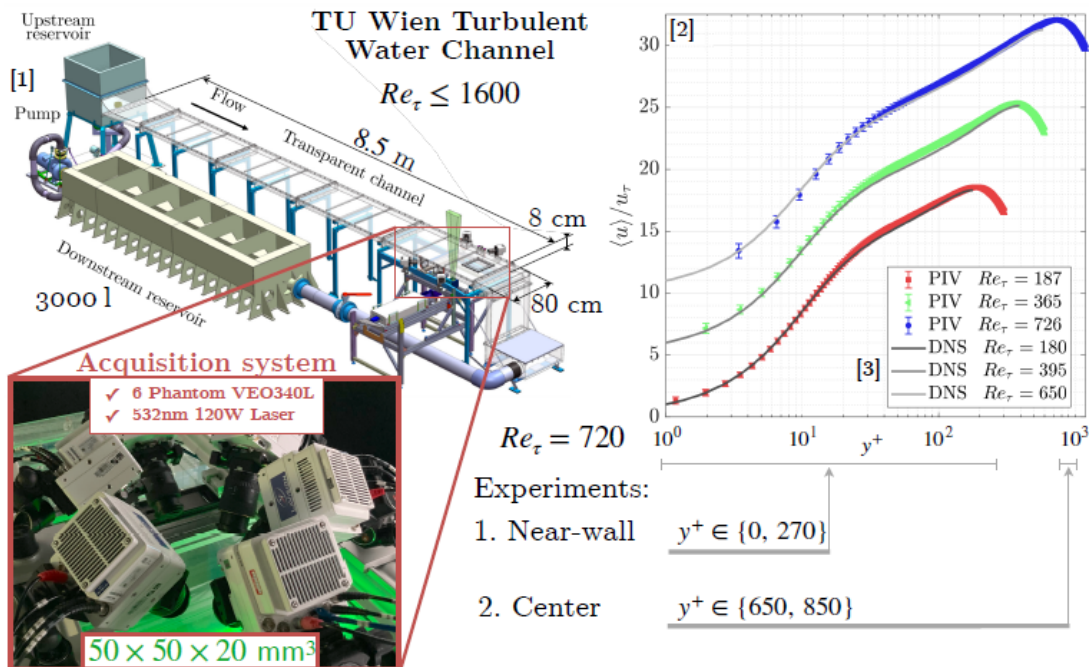 Upstream
reservoir
[1]
Pump
TU Wien Turbulent
Water Channel
Re_τ ≤ 1600
Flow
8.5 m
Transparent channel
8 cm
80 cm
Downstream reservoir
3000 l
Acquisition system
✓ 6 Phantom VEO340L
✓ 532nm 120W Laser
50 × 50 × 20 mm³
[2]
30
25
20
15
10
5
0
⟨u⟩/u_τ
PIV Re_τ = 187
PIV Re_τ = 365
PIV Re_τ = 726
[3]
DNS Re_τ = 180
DNS Re_τ = 395
DNS Re_τ = 650
10⁰ 10¹ y⁺ 10² 10³
Re_τ = 720
Experiments:
1. Near-wall y⁺ ∈ {0, 270}
2. Center y⁺ ∈ {650, 850}